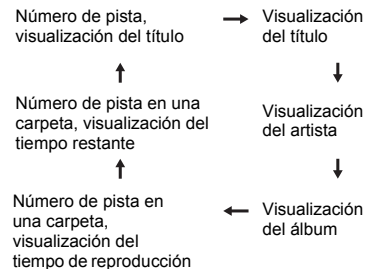 Número de pista,
visualización del título
Visualización
del título
Visualización
del artista
Visualización
del álbum
Número de pista en
una carpeta,
visualización del
tiempo de reproducción
Número de pista en una
carpeta, visualización del
tiempo restante